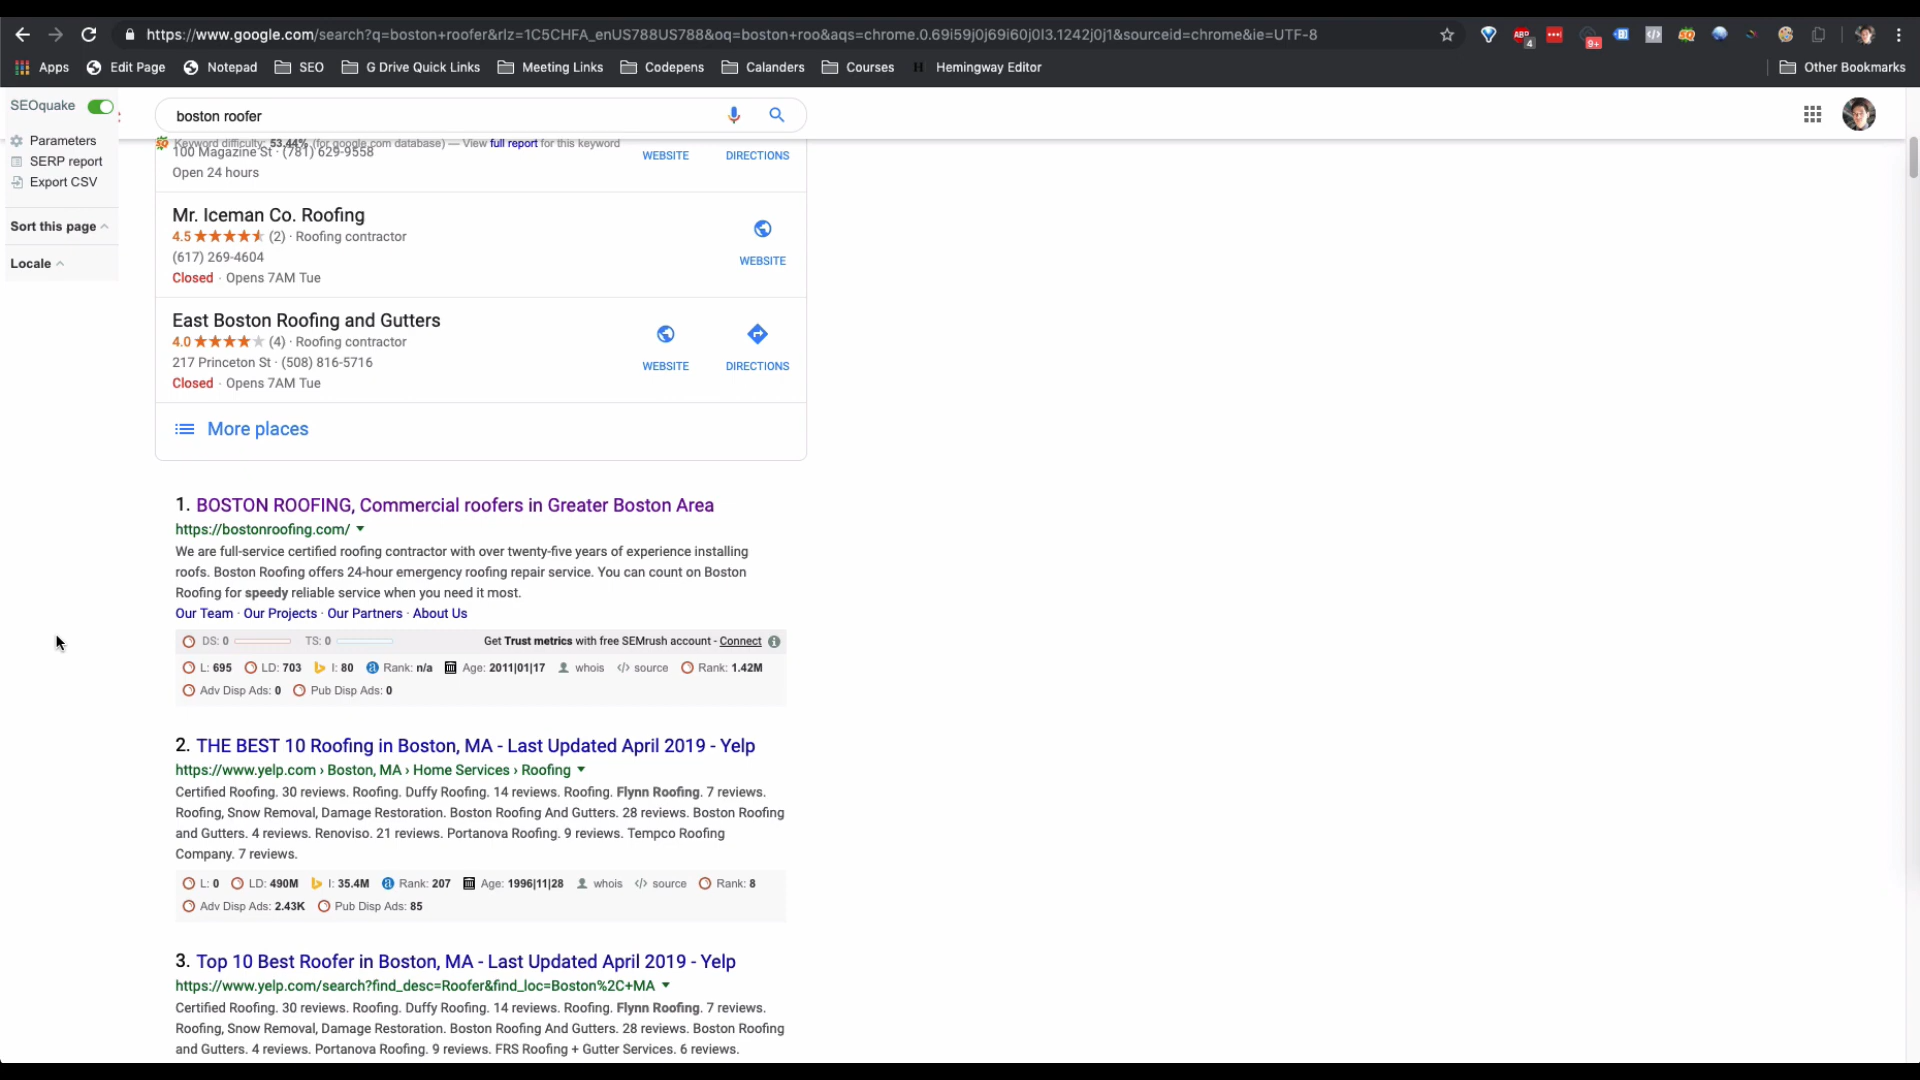 https://www.google.com/search?q=boston+roofer&rlz=1C5CHFA_enUS788US788&oq=boston+roo&aqs=chrome.0.69i59j0j69i60j0l3.1242j0j1&sourceid=chrome&ie=UTF-8
ABP 4 9+
Apps Edit Page Notepad SEO G Drive Quick Links Meeting Links Codepens Calanders Courses H Hemingway Editor Other Bookmarks
SEOquake
boston roofer
Parameters
SERP report
Export CSV
Sort this page
Locale
Keyword difficulty: 53.44% (for google.com database) — View full report for this keyword
100 Magazine St · (781) 629-9558
Open 24 hours
WEBSITE DIRECTIONS
Mr. Iceman Co. Roofing
4.5 (2) · Roofing contractor
(617) 269-4604
Closed · Opens 7AM Tue
WEBSITE
East Boston Roofing and Gutters
4.0 (4) · Roofing contractor
217 Princeton St · (508) 816-5716
Closed · Opens 7AM Tue
WEBSITE DIRECTIONS
More places
1. BOSTON ROOFING, Commercial roofers in Greater Boston Area
https://bostonroofing.com/
We are full-service certified roofing contractor with over twenty-five years of experience installing
roofs. Boston Roofing offers 24-hour emergency roofing repair service. You can count on Boston
Roofing for speedy reliable service when you need it most.
Our Team · Our Projects · Our Partners · About Us
DS: 0 TS: 0 Get Trust metrics with free SEMrush account - Connect
L: 695 LD: 703 I: 80 Rank: n/a Age: 2011|01|17 whois </> source Rank: 1.42M
Adv Disp Ads: 0 Pub Disp Ads: 0
2. THE BEST 10 Roofing in Boston, MA - Last Updated April 2019 - Yelp
https://www.yelp.com › Boston, MA › Home Services › Roofing
Certified Roofing. 30 reviews. Roofing. Duffy Roofing. 14 reviews. Roofing. Flynn Roofing. 7 reviews.
Roofing, Snow Removal, Damage Restoration. Boston Roofing And Gutters. 28 reviews. Boston Roofing
and Gutters. 4 reviews. Renoviso. 21 reviews. Portanova Roofing. 9 reviews. Tempco Roofing
Company. 7 reviews.
L: 0 LD: 490M I: 35.4M Rank: 207 Age: 1996|11|28 whois </> source Rank: 8
Adv Disp Ads: 2.43K Pub Disp Ads: 85
3. Top 10 Best Roofer in Boston, MA - Last Updated April 2019 - Yelp
https://www.yelp.com/search?find_desc=Roofer&find_loc=Boston%2C+MA
Certified Roofing. 30 reviews. Roofing. Duffy Roofing. 14 reviews. Roofing. Flynn Roofing. 7 reviews.
Roofing, Snow Removal, Damage Restoration. Boston Roofing And Gutters. 28 reviews. Boston Roofing
and Gutters. 4 reviews. Portanova Roofing. 9 reviews. FRS Roofing + Gutter Services. 6 reviews.